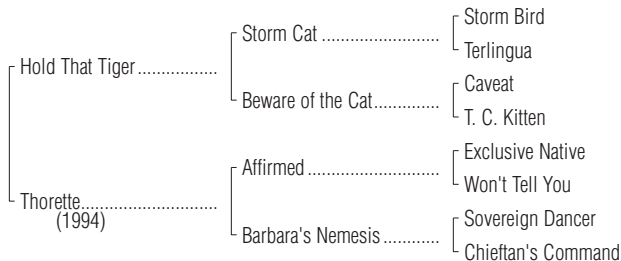 Storm Bird
Storm Cat ..........................
Terlingua
Hold That Tiger.................
Caveat
Beware of the Cat..............
T. C. Kitten
Exclusive Native
Affirmed .............................
Won't Tell You
Thorette.............................
(1994)
Sovereign Dancer
Barbara's Nemesis............
Chieftan's Command